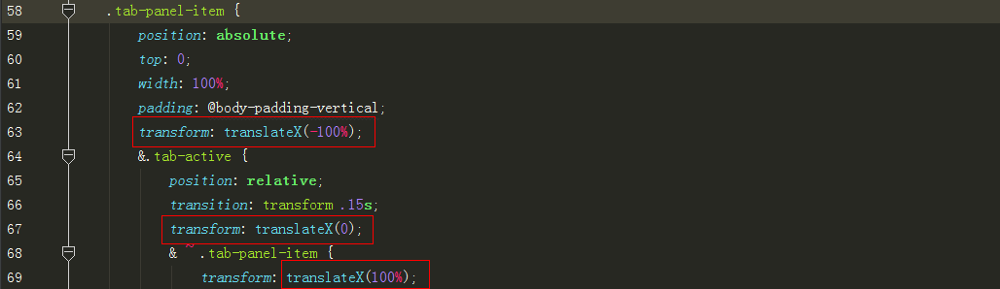 58 .tab-panel-item {
59 position: absolute;
60 top: 0;
61 width: 100%;
62 padding: @body-padding-vertical;
63 transform: translateX(-100%);
64 &.tab-active {
65 position: relative;
66 transition: transform .15s;
67 transform: translateX(0);
68 & ~ .tab-panel-item {
69 transform: translateX(100%);